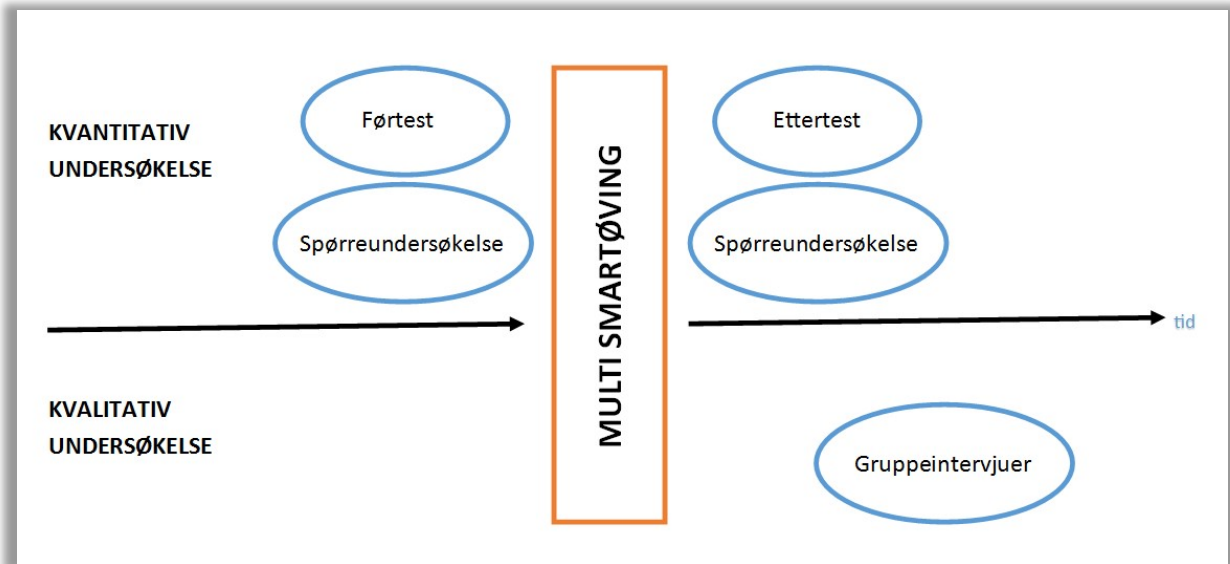 KVANTITATIV
UNDERSØKELSE
Førtest
Spørreundersøkelse
MULTI SMARTØVING
Ettertest
Spørreundersøkelse
tid
KVALITATIV
UNDERSØKELSE
Gruppeintervjuer